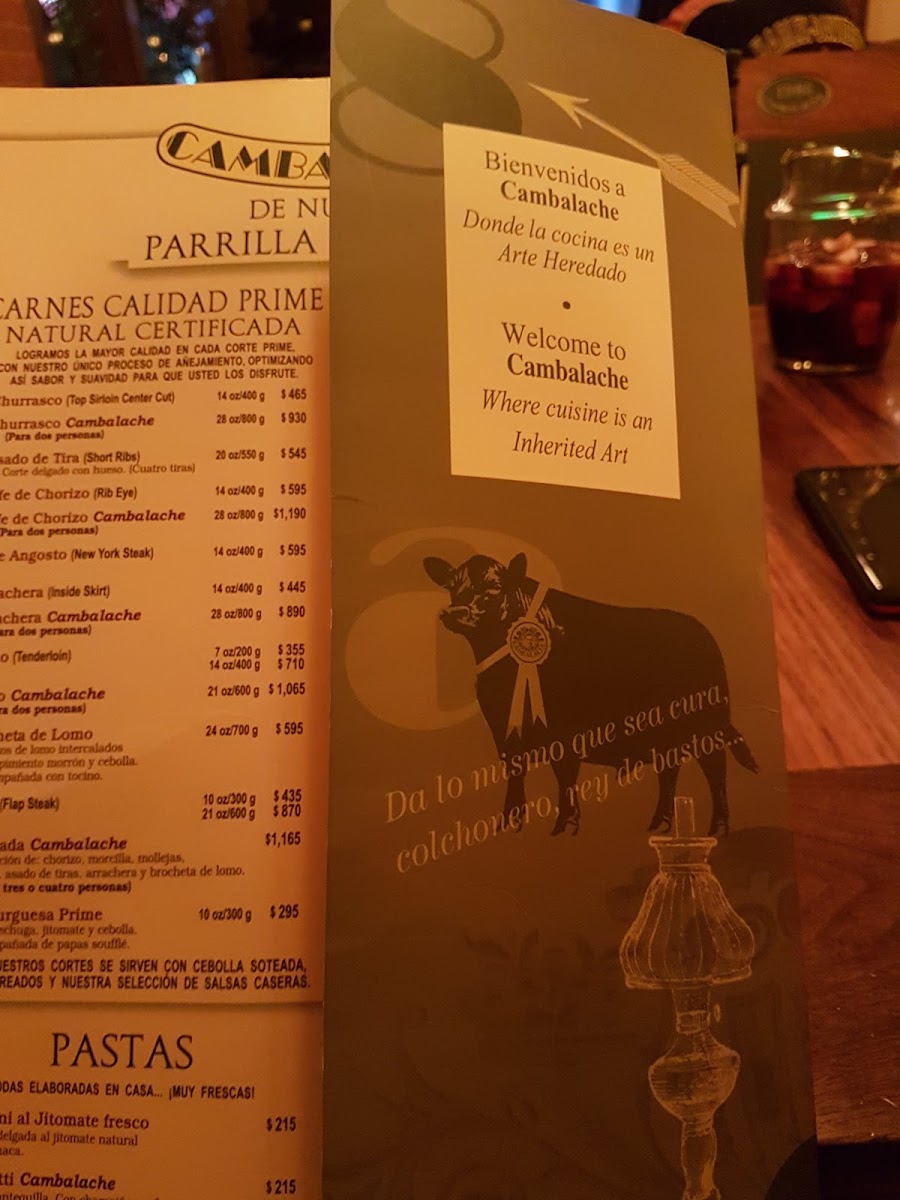 CAMBA
DE NU
PARRILLA
CARNES CALIDAD PRIME
NATURAL CERTIFICADA
LOGRAMOS LA MAYOR CALIDAD EN CADA CORTE PRIME,
CON NUESTRO ÚNICO PROCESO DE AÑEJAMIENTO, OPTIMIZANDO
ASÍ SABOR Y SUAVIDAD PARA QUE USTED LOS DISFRUTE.
Churrasco (Top Sirloin Center Cut) 14 oz/400 g $ 465
hurrasco Cambalache 28 oz/800 g $ 930
(Para dos personas)
sado de Tira (Short Ribs) 20 oz/550 g $ 545
Corte delgado con hueso. (Cuatro tiras)
fe de Chorizo (Rib Eye) 14 oz/400 g $ 595
fe de Chorizo Cambalache 28 oz/800 g $1,190
(Para dos personas)
e Angosto (New York Steak) 14 oz/400 g $ 595
achera (Inside Skirt) 14 oz/400 g $ 445
achera Cambalache 28 oz/800 g $ 890
ara dos personas)
o (Tenderloin) 7 oz/200 g $ 355
14 oz/400 g $ 710
o Cambalache 21 oz/600 g $ 1,065
ra dos personas)
heta de Lomo 24 oz/700 g $ 595
os de lomo intercalados
pimiento morrón y cebolla.
mpañada con tocino.
(Flap Steak) 10 oz/300 g $ 435
21 oz/600 g $ 870
ada Cambalache $1,165
ción de: chorizo, morcilla, mollejas,
, asado de tiras, arrachera y brocheta de lomo.
tres o cuatro personas)
urguesa Prime 10 oz/300 g $ 295
schuga, jitomate y cebolla.
pañada de papas soufflé.
UESTROS CORTES SE SIRVEN CON CEBOLLA SOTEADA,
READOS Y NUESTRA SELECCIÓN DE SALSAS CASERAS.
PASTAS
ODAS ELABORADAS EN CASA... ¡MUY FRESCAS!
ni al Jitomate fresco $ 215
delgada al jitomate natural
aca.
tti Cambalache $ 215
Bienvenidos a
Cambalache
Donde la cocina es un
Arte Heredado
•
Welcome to
Cambalache
Where cuisine is an
Inherited Art
Da lo mismo que sea cura,
colchonero, rey de bastos...